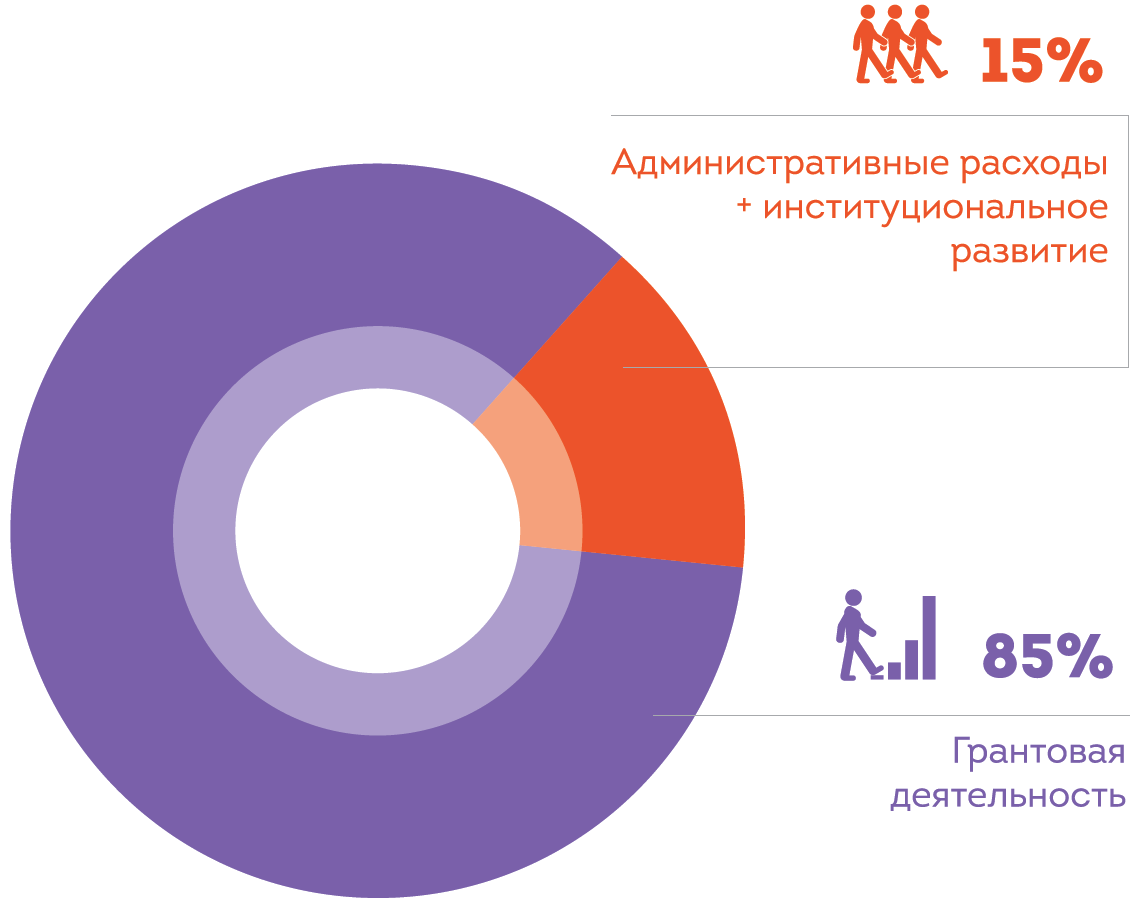 15%
Административные расходы
+ институциональное
развитие
85%
Грантовая
деятельность